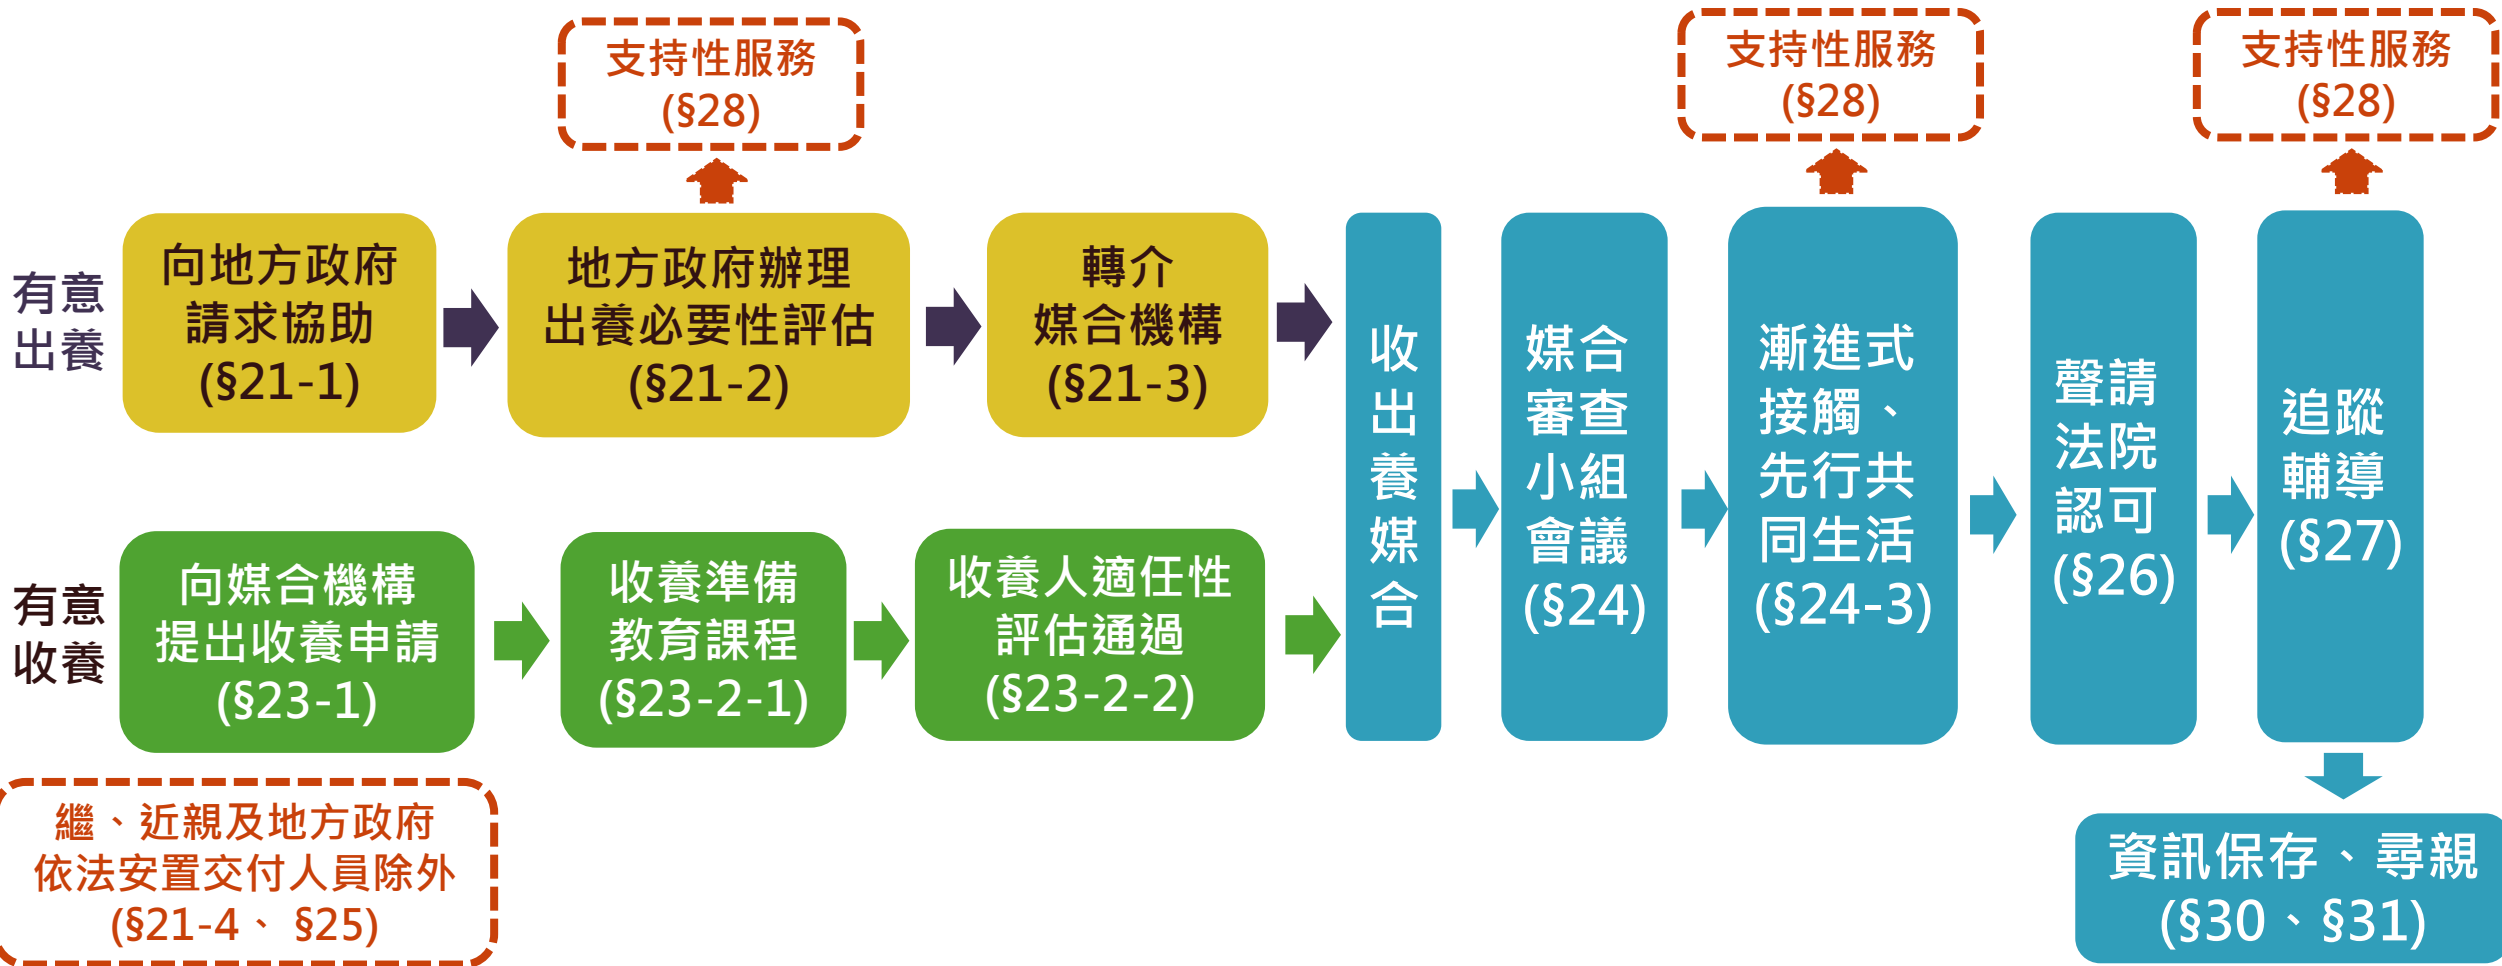 支持性服務
(§28)
支持性服務
(§28)
支持性服務
(§28)
有意
出養
向地方政府
請求協助
(§21-1)
地方政府辦理
出養必要性評估
(§21-2)
轉介
媒合機構
(§21-3)
有意
收養
向媒合機構
提出收養申請
(§23-1)
收養準備
教育課程
(§23-2-1)
收養人適任性
評估通過
(§23-2-2)
收
出
養
媒
合
媒合
審查
小組
會議
(§24)
漸進式
接觸、
先行共
同生活
(§24-3)
聲請
法院
認可
(§26)
追蹤
輔導
(§27)
繼、近親及地方政府
依法安置交付人員除外
(§21-4、 §25)
資訊保存、尋親
(§30、§31)